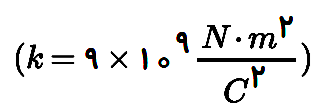 (k = ۹ × ۱۰^۹ N·m^۲ / C^۲)